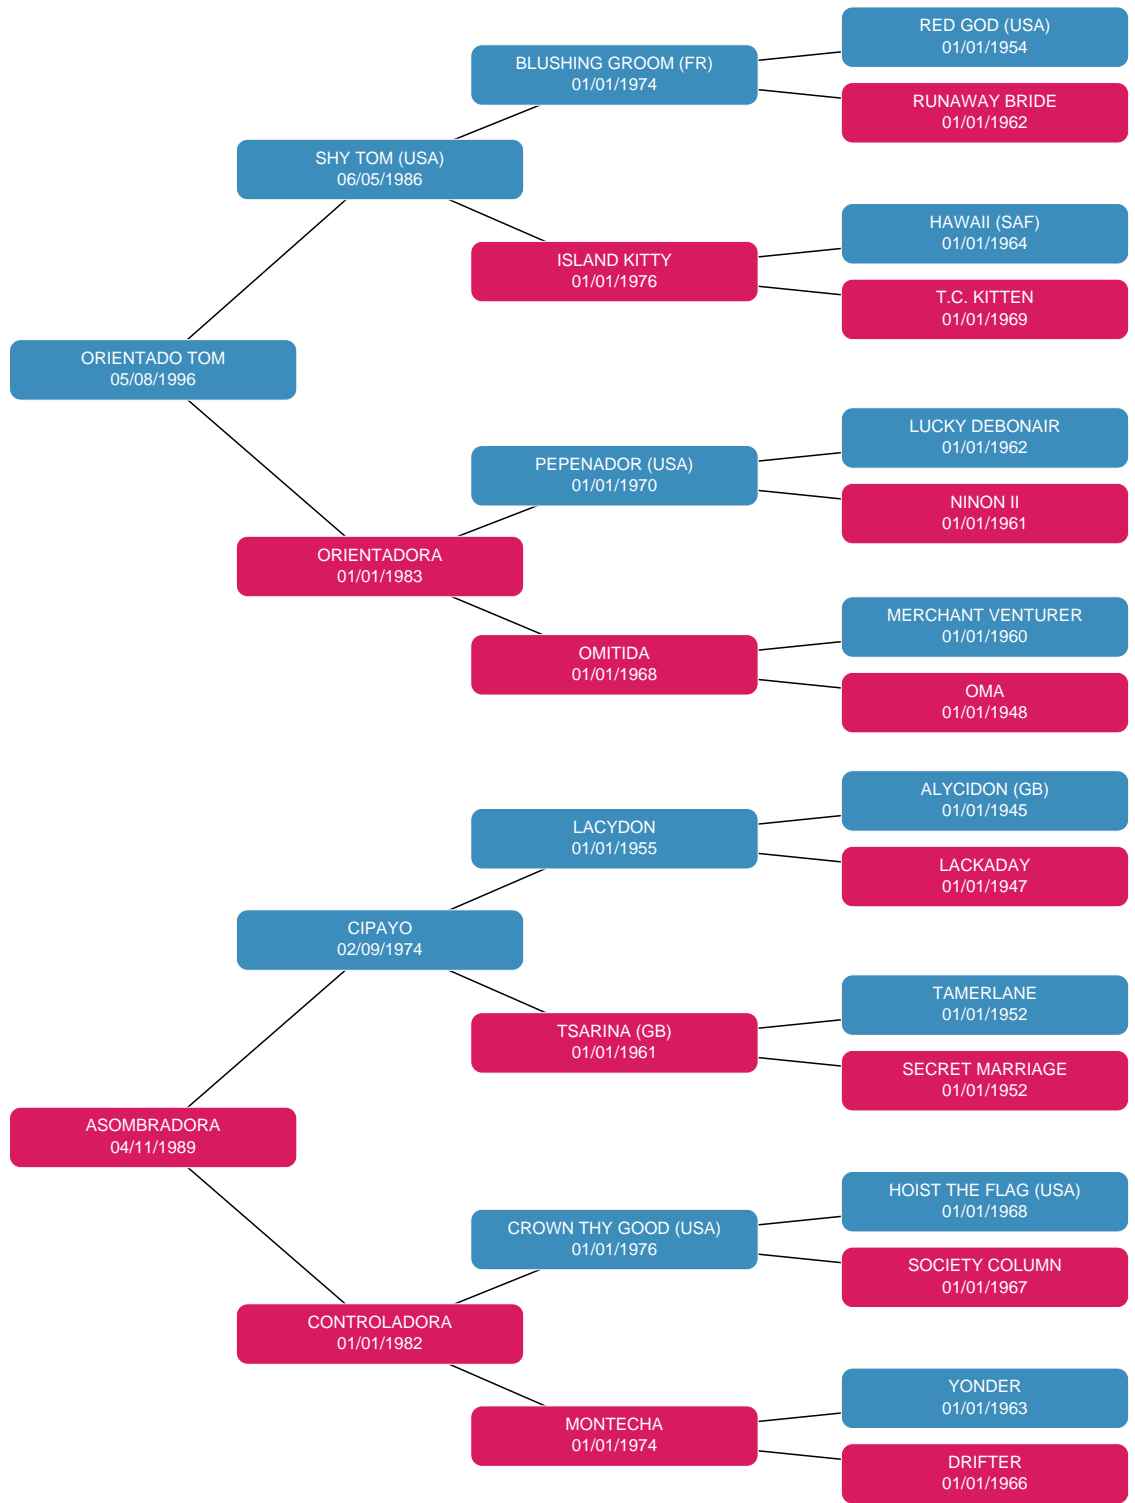 RED GOD (USA)
01/01/1954
BLUSHING GROOM (FR)
01/01/1974
RUNAWAY BRIDE
01/01/1962
SHY TOM (USA)
06/05/1986
HAWAII (SAF)
01/01/1964
ISLAND KITTY
01/01/1976
T.C. KITTEN
01/01/1969
ORIENTADO TOM
05/08/1996
LUCKY DEBONAIR
01/01/1962
PEPENADOR (USA)
01/01/1970
NINON II
01/01/1961
ORIENTADORA
01/01/1983
MERCHANT VENTURER
01/01/1960
OMITIDA
01/01/1968
OMA
01/01/1948
ALYCIDON (GB)
01/01/1945
LACYDON
01/01/1955
LACKADAY
01/01/1947
CIPAYO
02/09/1974
TAMERLANE
01/01/1952
TSARINA (GB)
01/01/1961
SECRET MARRIAGE
01/01/1952
ASOMBRADORA
04/11/1989
HOIST THE FLAG (USA)
01/01/1968
CROWN THY GOOD (USA)
01/01/1976
SOCIETY COLUMN
01/01/1967
CONTROLADORA
01/01/1982
YONDER
01/01/1963
MONTECHA
01/01/1974
DRIFTER
01/01/1966